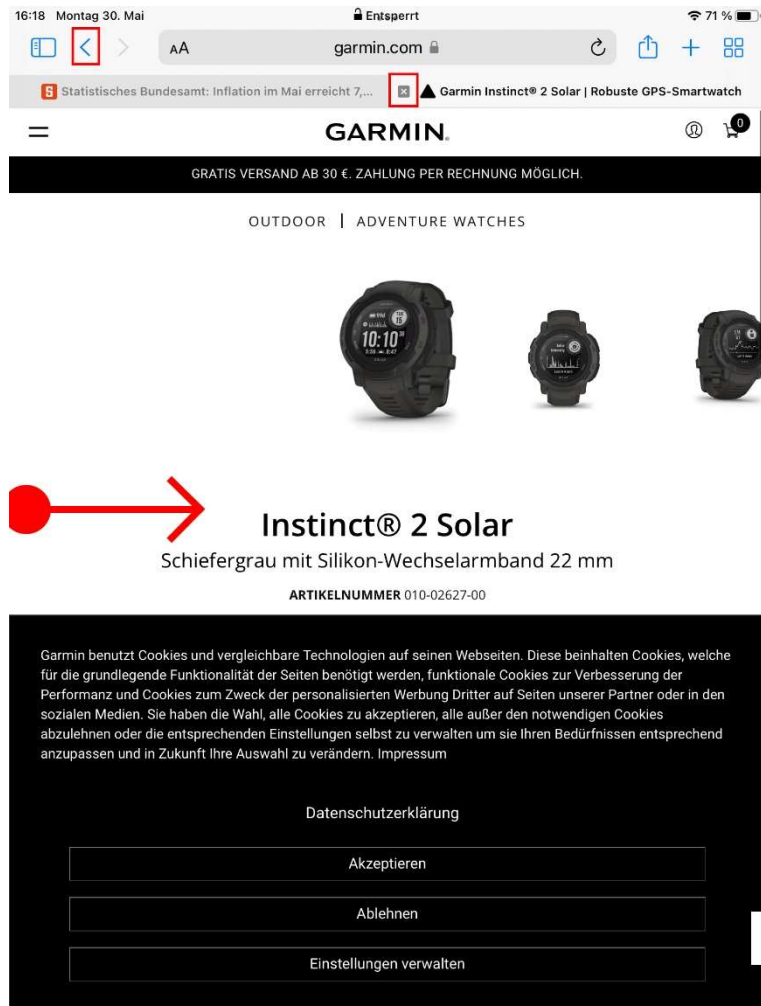 16:18 Montag 30. Mai
Entsperrt
71 %
AA
garmin.com
Statistisches Bundesamt: Inflation im Mai erreicht 7,...
Garmin Instinct® 2 Solar | Robuste GPS-Smartwatch
GARMIN.
0
GRATIS VERSAND AB 30 €. ZAHLUNG PER RECHNUNG MÖGLICH.
OUTDOOR | ADVENTURE WATCHES
10:10
Instinct® 2 Solar
Schiefergrau mit Silikon-Wechselarmband 22 mm
ARTIKELNUMMER 010-02627-00
Garmin benutzt Cookies und vergleichbare Technologien auf seinen Webseiten. Diese beinhalten Cookies, welche
für die grundlegende Funktionalität der Seiten benötigt werden, funktionale Cookies zur Verbesserung der
Performanz und Cookies zum Zweck der personalisierten Werbung Dritter auf Seiten unserer Partner oder in den
sozialen Medien. Sie haben die Wahl, alle Cookies zu akzeptieren, alle außer den notwendigen Cookies
abzulehnen oder die entsprechenden Einstellungen selbst zu verwalten um sie Ihren Bedürfnissen entsprechend
anzupassen und in Zukunft Ihre Auswahl zu verändern. Impressum
Datenschutzerklärung
Akzeptieren
Ablehnen
Einstellungen verwalten